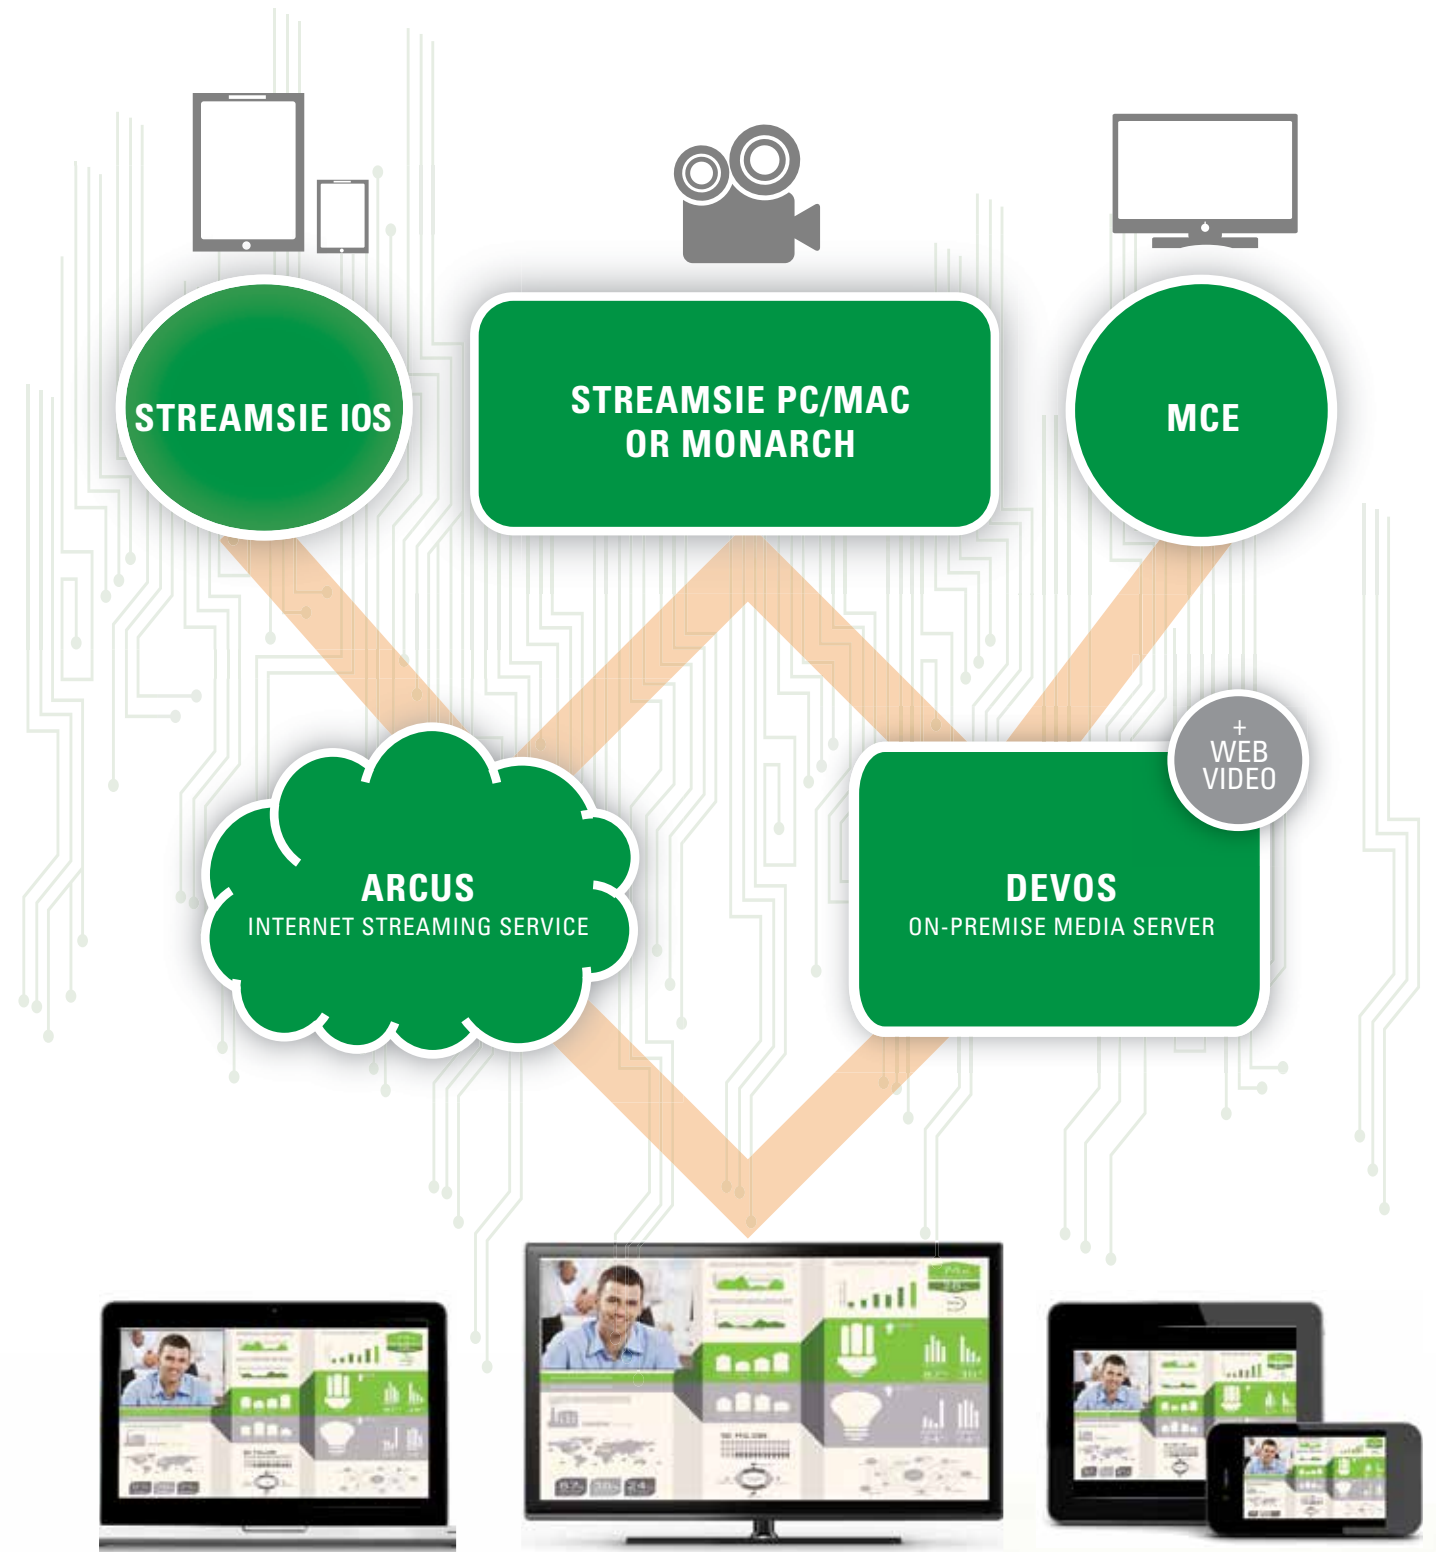 STREAMSIE IOS
STREAMSIE PC/MAC
OR MONARCH
MCE
+
WEB
VIDEO
ARCUS
INTERNET STREAMING SERVICE
DEVOS
ON-PREMISE MEDIA SERVER